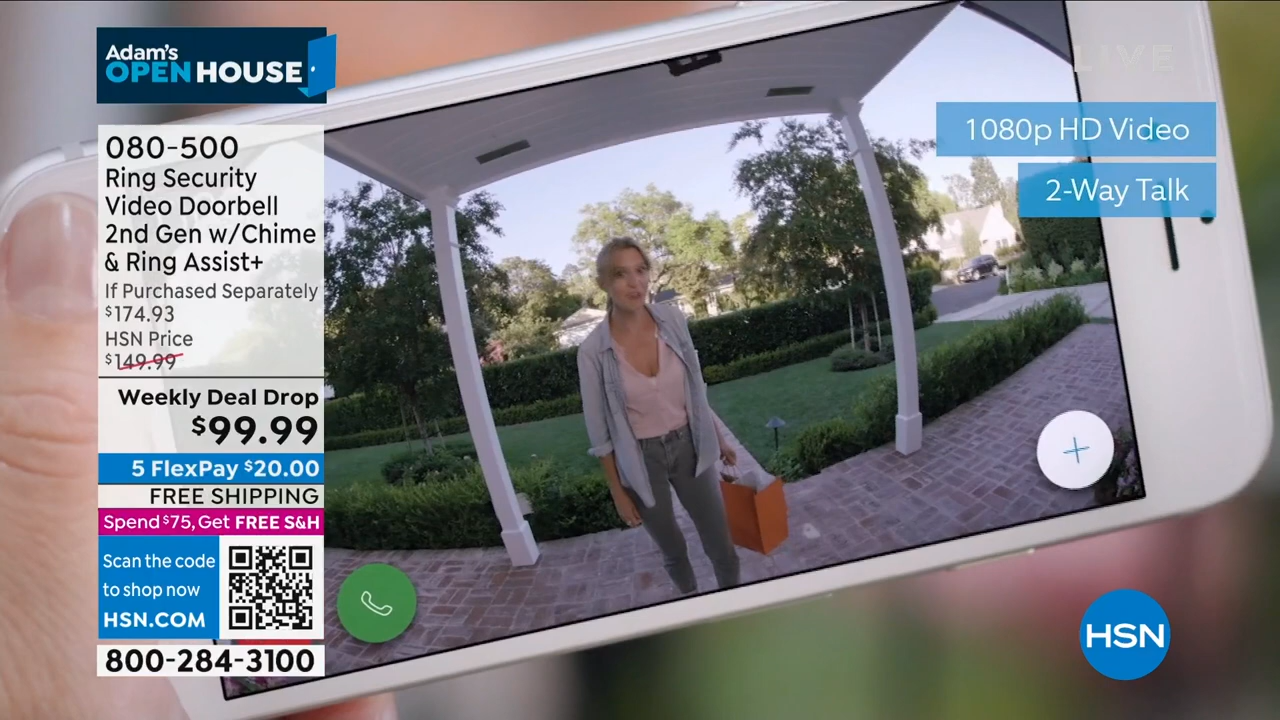 Adam's
OPEN HOUSE
080-500
Ring Security
Video Doorbell
2nd Gen w/Chime
& Ring Assist+
If Purchased Separately
$174.93
HSN Price
$149.99
Weekly Deal Drop
$99.99
5 FlexPay $20.00
FREE SHIPPING
Spend $75, Get FREE S&H
Scan the code
to shop now
HSN.COM
800-284-3100
LIVE
1080p HD Video
2-Way Talk
HSN